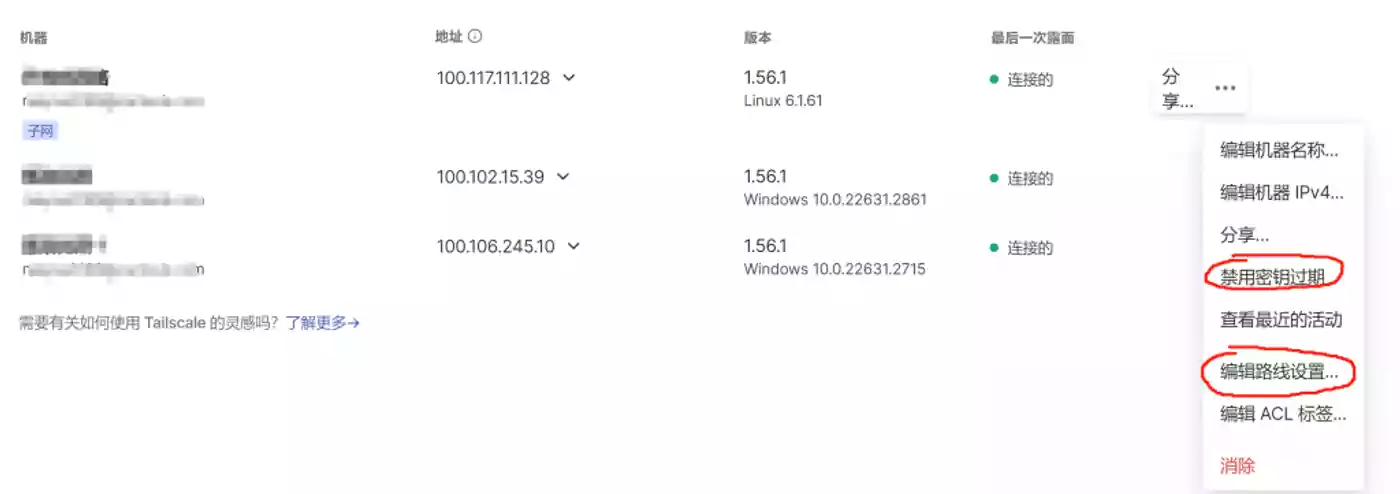 机器 地址 版本 最后一次露面
100.117.111.128 1.56.1 连接的 分
享... •••
Linux 6.1.61
子网
编辑机器名称...
100.102.15.39 1.56.1 连接的
编辑机器 IPv4...
Windows 10.0.22631.2861
分享...
100.106.245.10 1.56.1 连接的
Windows 10.0.22631.2715
禁用密钥过期
需要有关如何使用 Tailscale 的灵感吗？了解更多→
查看最近的活动
编辑路线设置...
编辑 ACL 标签...
消除